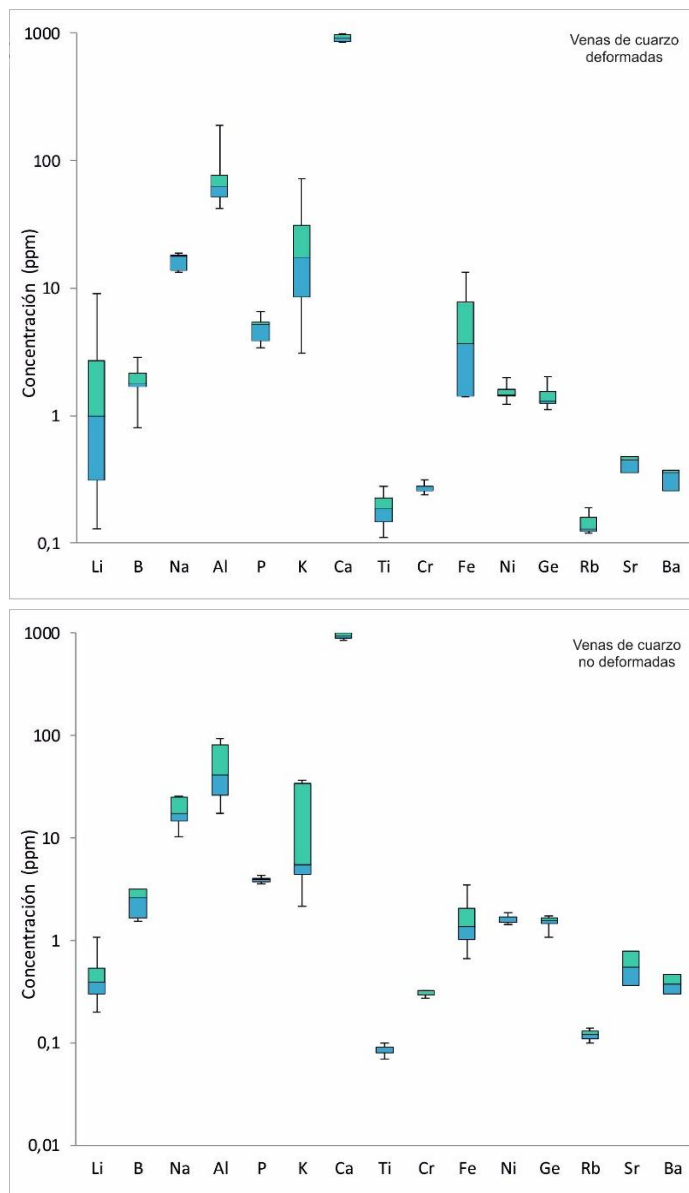 1000
Venas de cuarzo
deformadas
100
10
1
0,1
Concentración (ppm)
Li B Na Al P K Ca Ti Cr Fe Ni Ge Rb Sr Ba
1000
Venas de cuarzo
no deformadas
100
10
1
0,1
0,01
Concentración (ppm)
Li B Na Al P K Ca Ti Cr Fe Ni Ge Rb Sr Ba